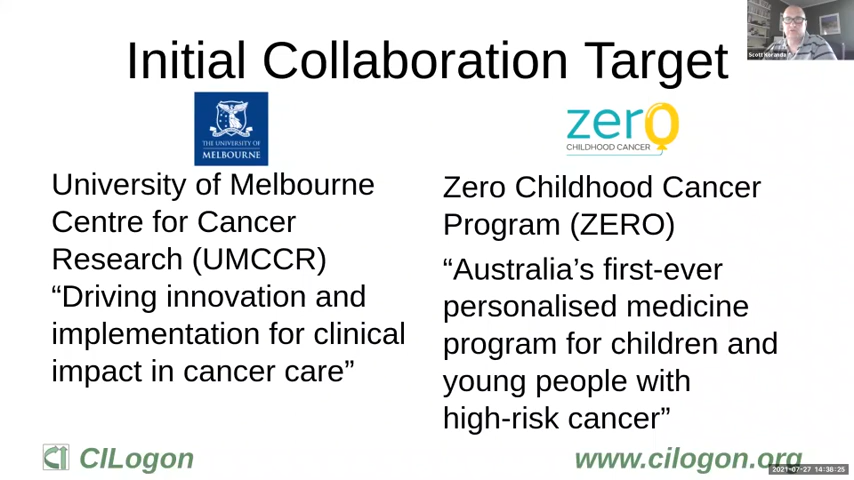 Initial Collaboration Target
THE UNIVERSITY OF
MELBOURNE
zero
CHILDHOOD CANCER
University of Melbourne
Centre for Cancer
Research (UMCCR)
“Driving innovation and
implementation for clinical
impact in cancer care”
Zero Childhood Cancer
Program (ZERO)
“Australia’s first-ever
personalised medicine
program for children and
young people with
high-risk cancer”
CILogon
www.cilogon.org
Scott
2021-07-27 14:38:25